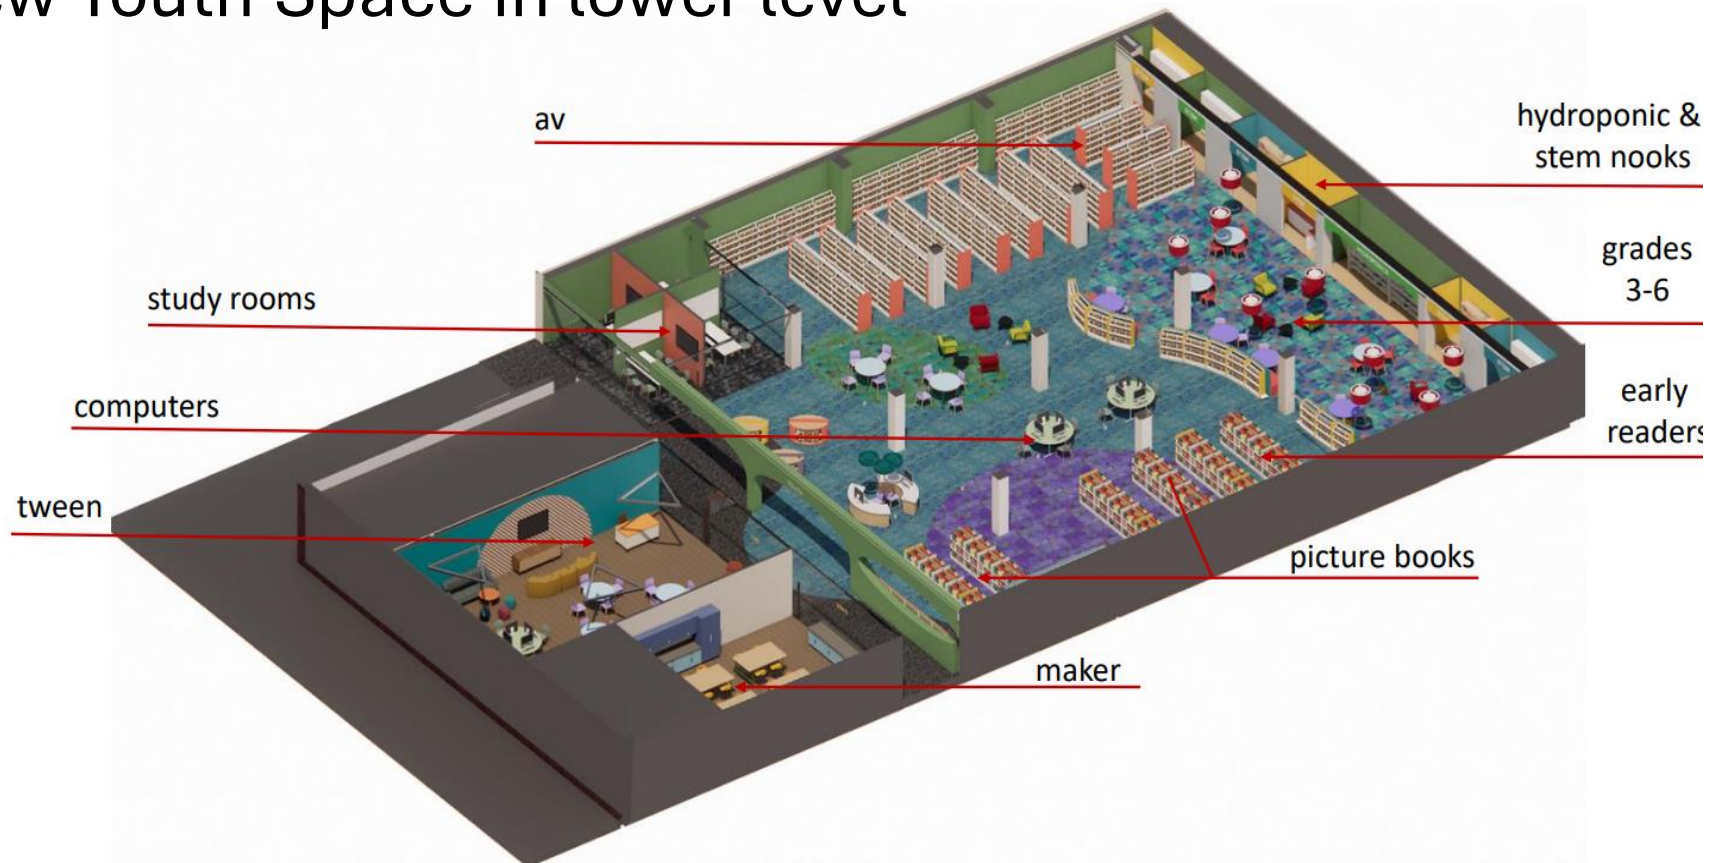 ew Youth Space in lower level
av
hydroponic &
stem nooks
grades
3-6
study rooms
early
readers
computers
tween
picture books
maker